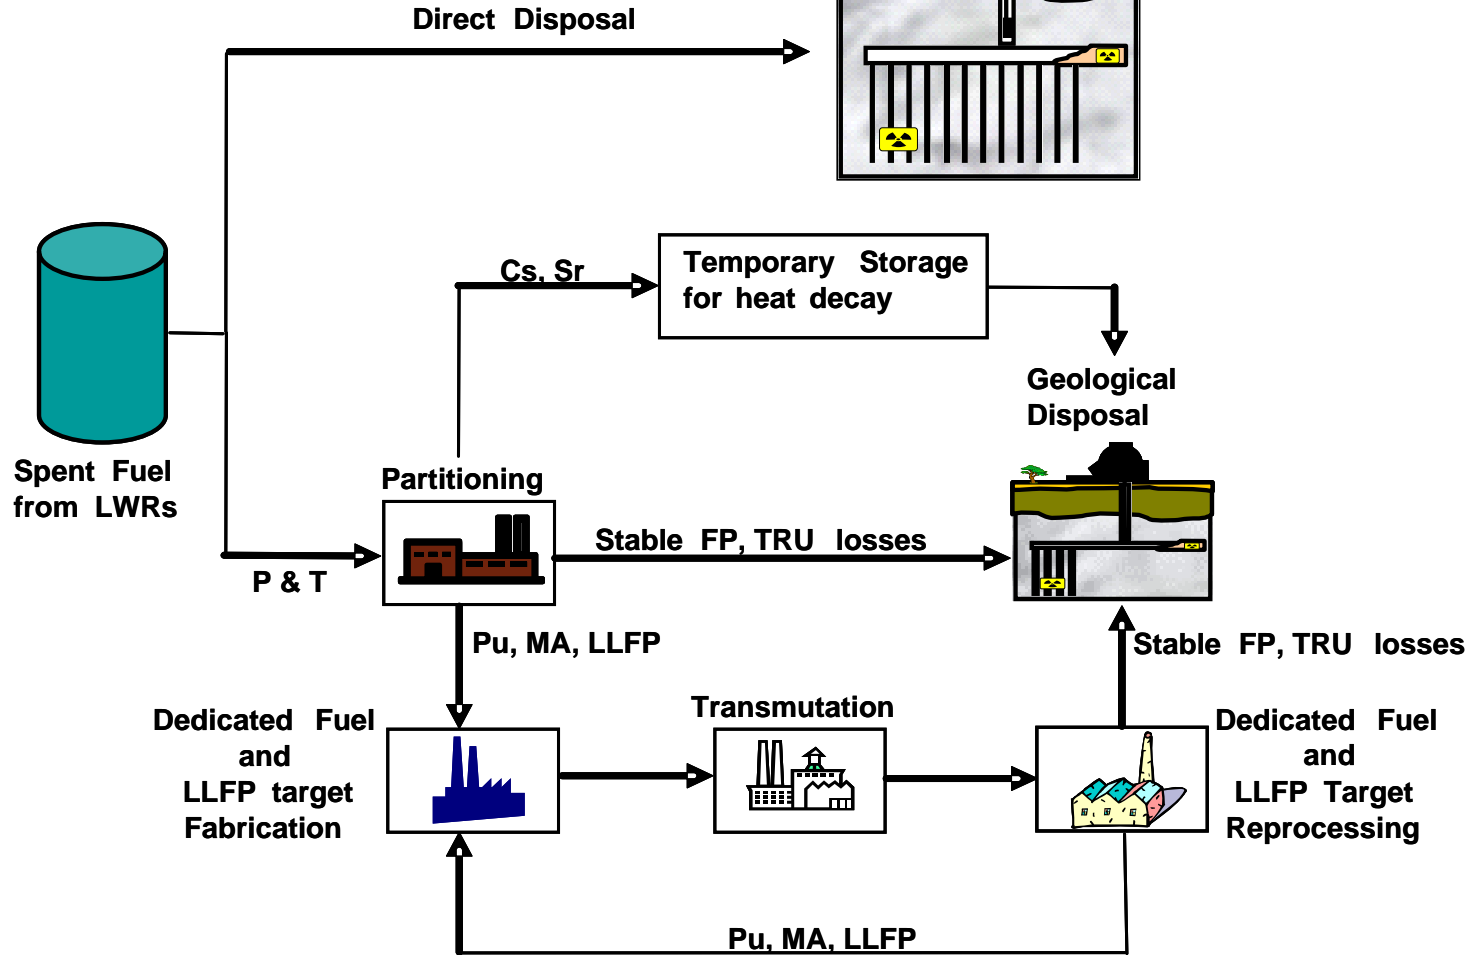 Direct Disposal
Cs, Sr
Temporary Storage
for heat decay
Geological
Disposal
Spent Fuel
from LWRs
Partitioning
Stable FP, TRU losses
P & T
Pu, MA, LLFP
Stable FP, TRU losses
Dedicated Fuel
and
LLFP target
Fabrication
Transmutation
Dedicated Fuel
and
LLFP Target
Reprocessing
Pu, MA, LLFP